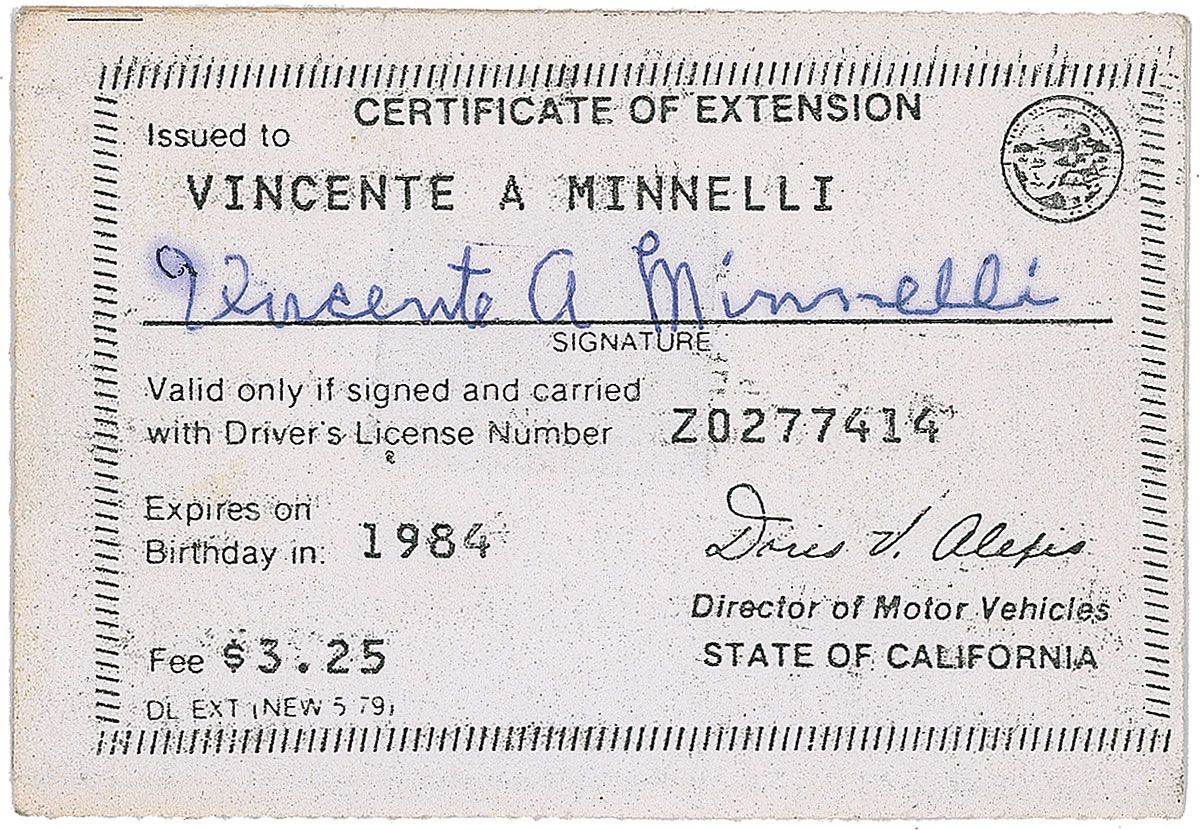 CERTIFICATE OF EXTENSION
Issued to
VINCENTE A MINNELLI
Vincente A Minnelli
SIGNATURE
Valid only if signed and carried
with Driver's License Number Z0277414
Expires on
Birthday in: 1984
Doris V. Alexis
Director of Motor Vehicles
STATE OF CALIFORNIA
Fee $3.25
DL EXT (NEW 5 79)